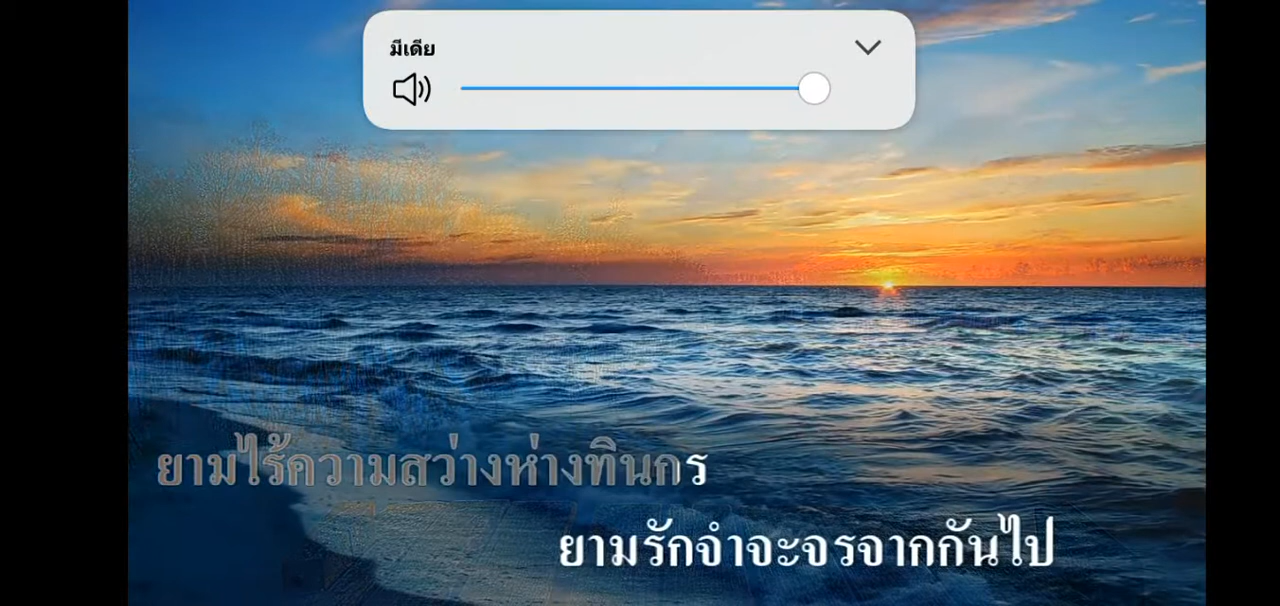 มีเดีย
ยามไร้ความสว่างห่างทินกร
ยามรักจำจะจรจากกันไป